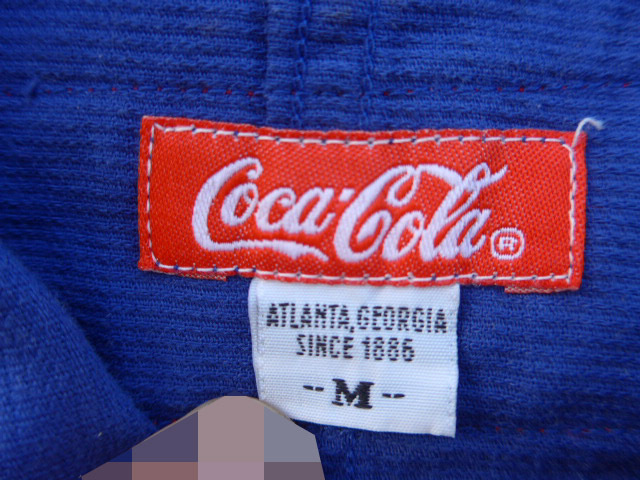 Coca-Cola ®
ATLANTA, GEORGIA
SINCE 1886
--M--